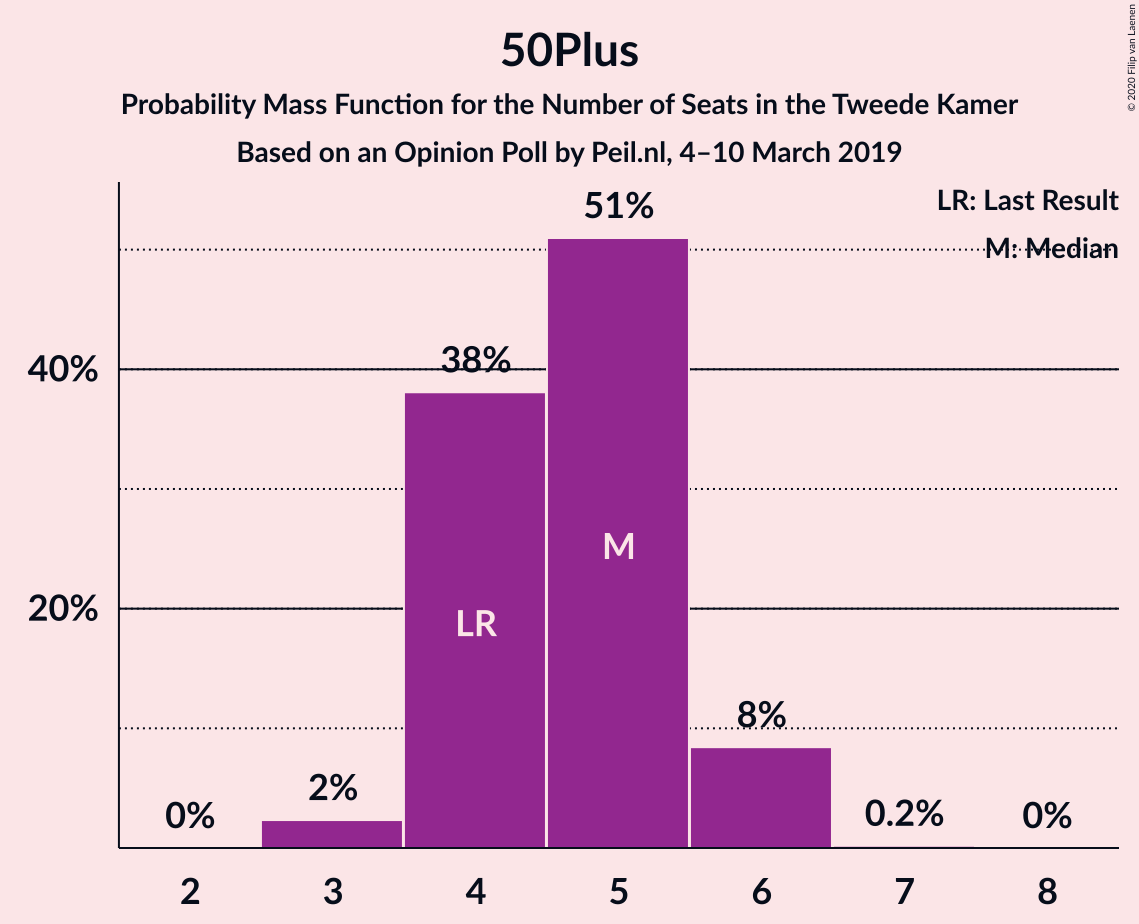 50Plus
Probability Mass Function for the Number of Seats in the Tweede Kamer
Based on an Opinion Poll by Peil.nl, 4–10 March 2019
© 2020 Filip van Laenen
LR: Last Result
M: Median
51%
38%
40%
M
20%
LR
8%
2%
0%
0.2%
0%
2 3 4 5 6 7 8